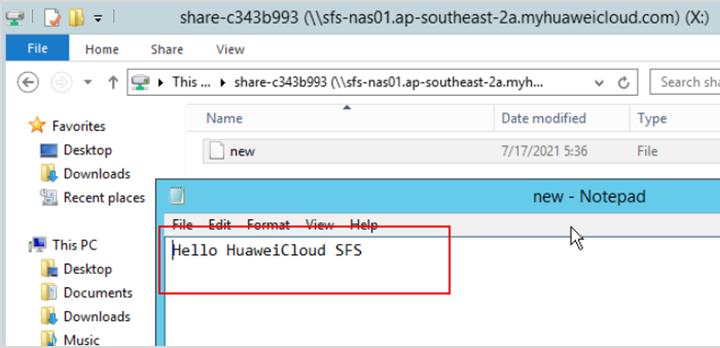 share-c343b993 (\\sfs-nas01.ap-southeast-2a.myhuaweicloud.com) (X:)
File Home Share View
This ... share-c343b993 (\\sfs-nas01.ap-southeast-2a.myh... Search sha
Name Date modified Type
Favorites
Desktop
Downloads
Recent places
new 7/17/2021 5:36 File
new - Notepad
File Edit Format View Help
Hello HuaweiCloud SFS
This PC
Desktop
Documents
Downloads
Music